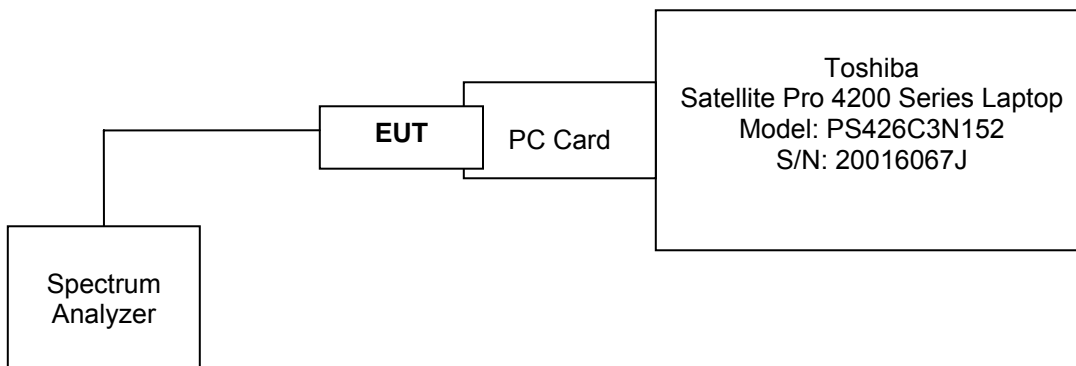 Toshiba
Satellite Pro 4200 Series Laptop
Model: PS426C3N152
S/N: 20016067J
EUT
PC Card
Spectrum
Analyzer